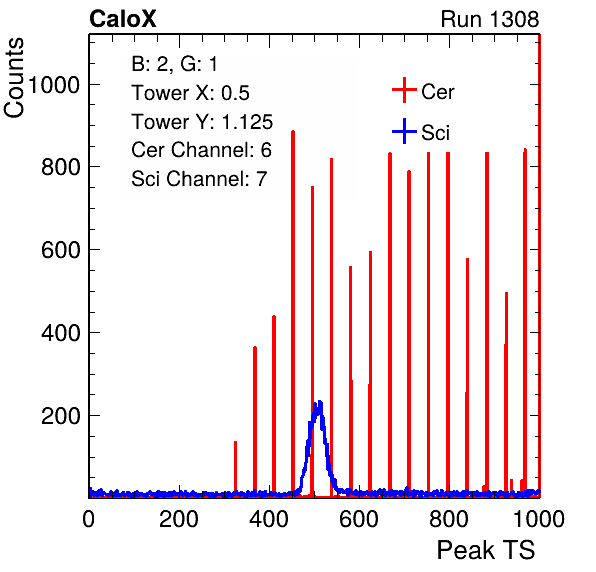 CaloX Run 1308
Counts
B: 2, G: 1
Tower X: 0.5
Tower Y: 1.125
Cer Channel: 6
Sci Channel: 7
Cer
Sci
1000
800
600
400
200
0 200 400 600 800 1000
Peak TS